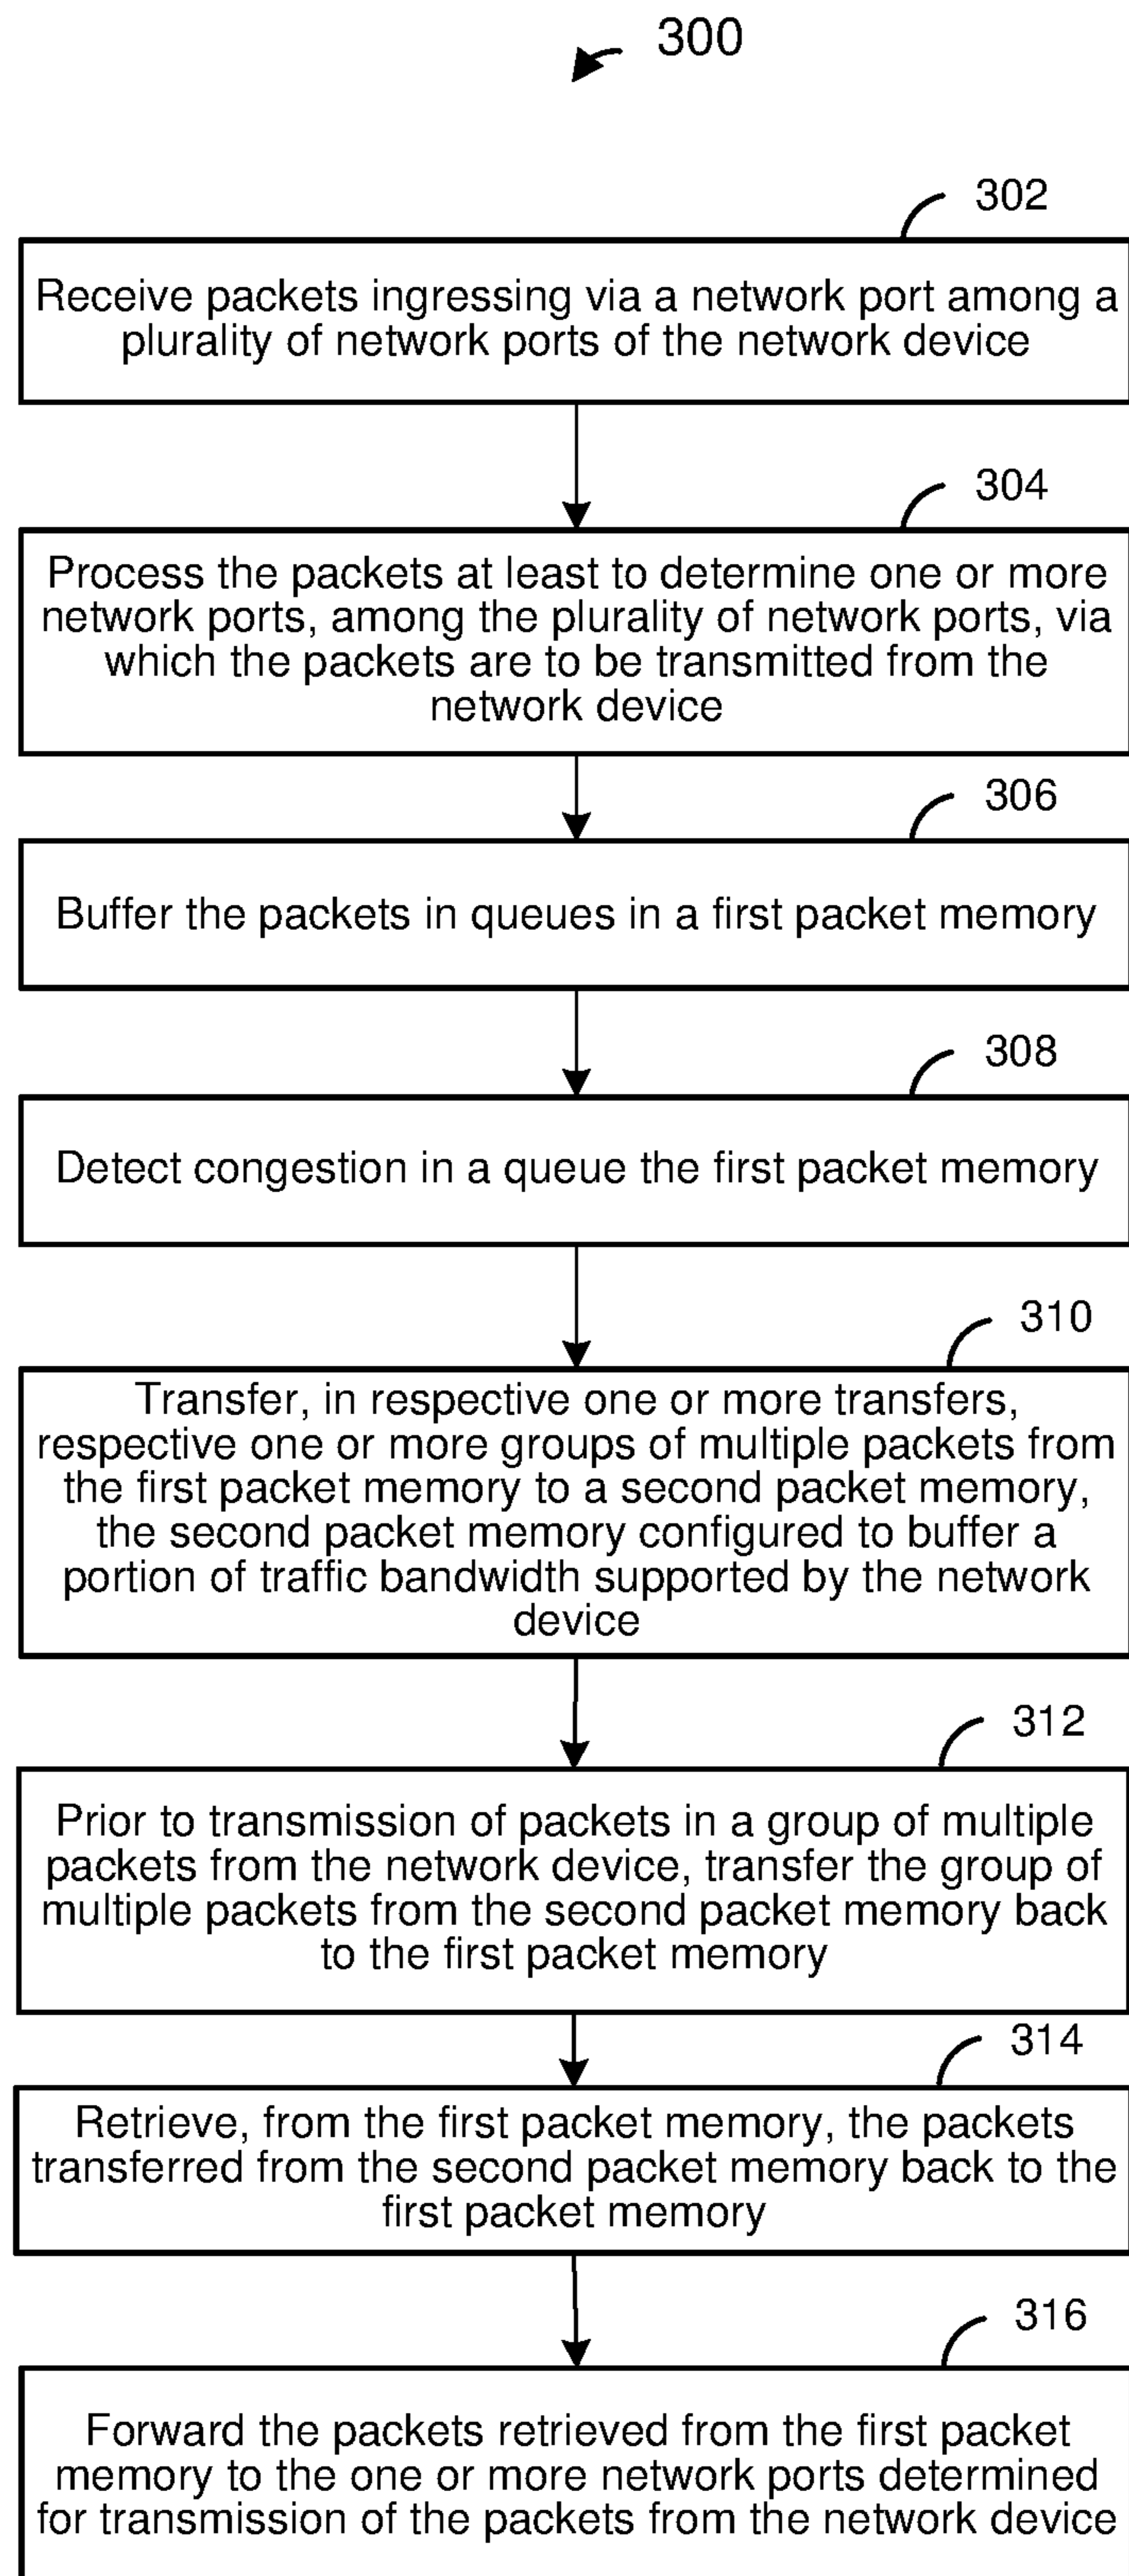 300
302
Receive packets ingressing via a network port among a
plurality of network ports of the network device
304
Process the packets at least to determine one or more
network ports, among the plurality of network ports, via
which the packets are to be transmitted from the
network device
306
Buffer the packets in queues in a first packet memory
308
Detect congestion in a queue the first packet memory
310
Transfer, in respective one or more transfers,
respective one or more groups of multiple packets from
the first packet memory to a second packet memory,
the second packet memory configured to buffer a
portion of traffic bandwidth supported by the network
device
312
Prior to transmission of packets in a group of multiple
packets from the network device, transfer the group of
multiple packets from the second packet memory back
to the first packet memory
314
Retrieve, from the first packet memory, the packets
transferred from the second packet memory back to the
first packet memory
316
Forward the packets retrieved from the first packet
memory to the one or more network ports determined
for transmission of the packets from the network device